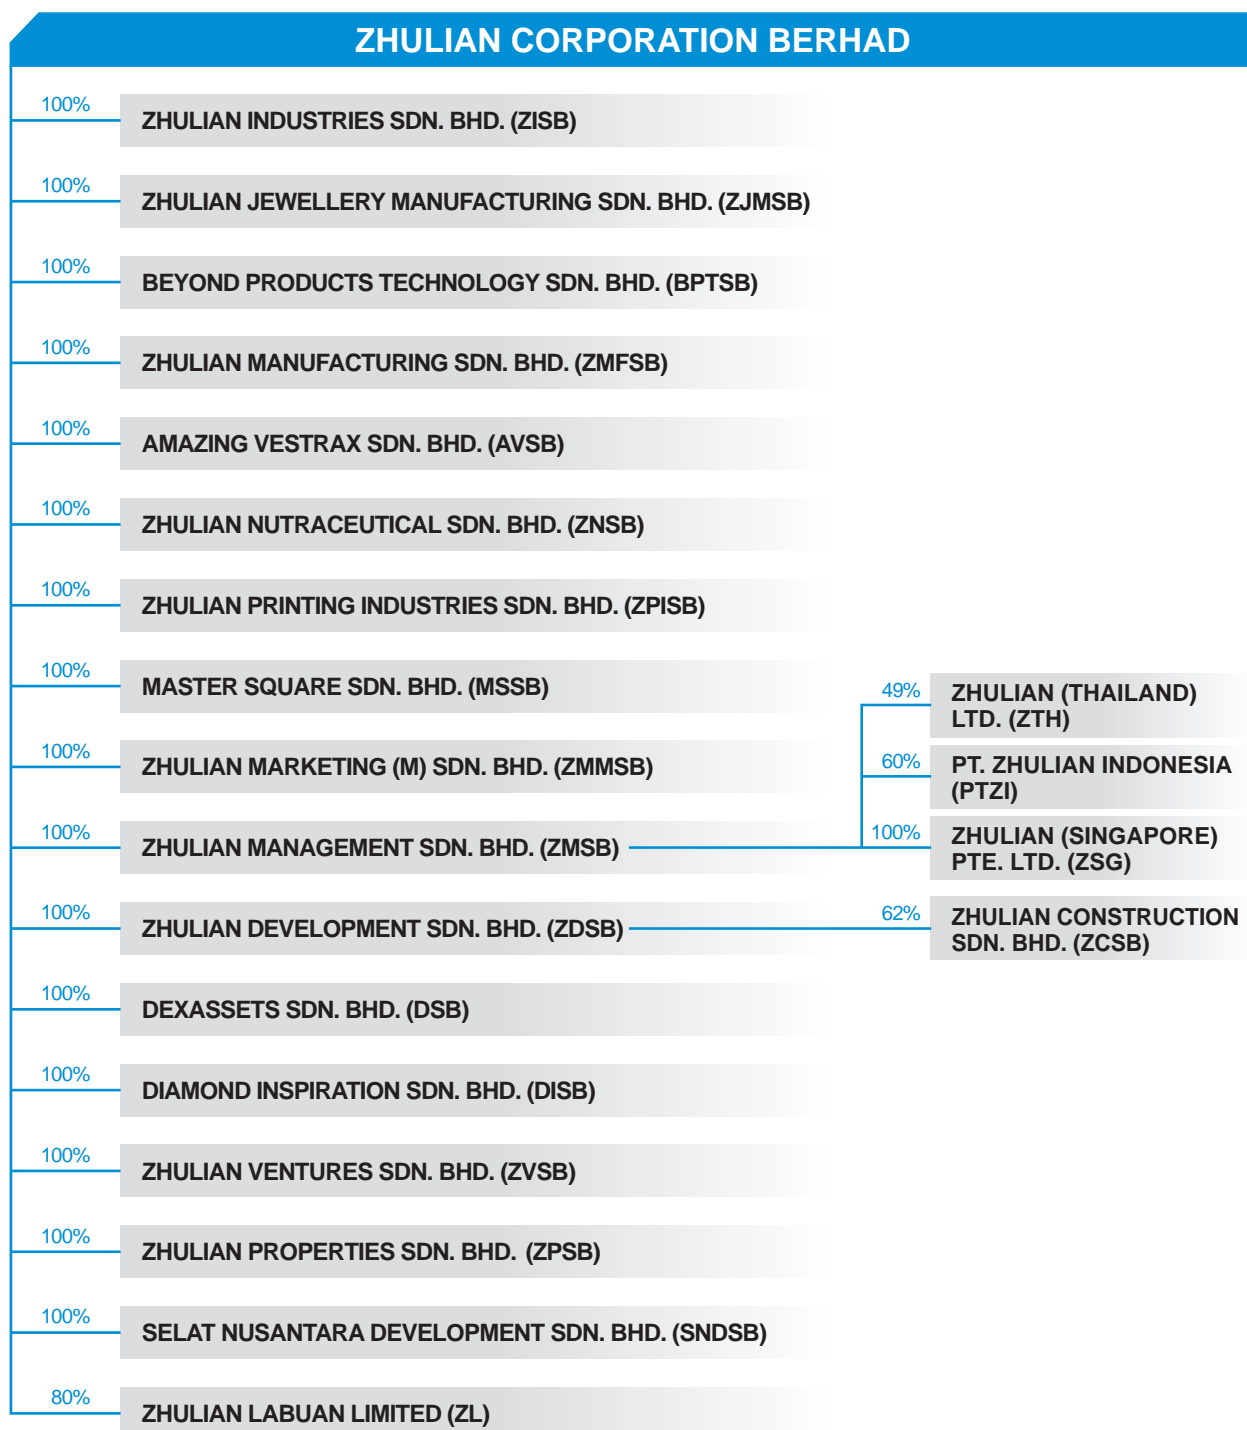 ZHULIAN CORPORATION BERHAD
100%
ZHULIAN INDUSTRIES SDN. BHD. (ZISB)
100%
ZHULIAN JEWELLERY MANUFACTURING SDN. BHD. (ZJMSB)
100%
BEYOND PRODUCTS TECHNOLOGY SDN. BHD. (BPTSB)
100%
ZHULIAN MANUFACTURING SDN. BHD. (ZMFSB)
100%
AMAZING VESTRAX SDN. BHD. (AVSB)
100%
ZHULIAN NUTRACEUTICAL SDN. BHD. (ZNSB)
100%
ZHULIAN PRINTING INDUSTRIES SDN. BHD. (ZPISB)
100%
MASTER SQUARE SDN. BHD. (MSSB)
100%
ZHULIAN MARKETING (M) SDN. BHD. (ZMMSB)
100%
ZHULIAN MANAGEMENT SDN. BHD. (ZMSB)
49%
ZHULIAN (THAILAND)
LTD. (ZTH)
60%
PT. ZHULIAN INDONESIA
(PTZI)
100%
ZHULIAN (SINGAPORE)
PTE. LTD. (ZSG)
100%
ZHULIAN DEVELOPMENT SDN. BHD. (ZDSB)
62%
ZHULIAN CONSTRUCTION
SDN. BHD. (ZCSB)
100%
DEXASSETS SDN. BHD. (DSB)
100%
DIAMOND INSPIRATION SDN. BHD. (DISB)
100%
ZHULIAN VENTURES SDN. BHD. (ZVSB)
100%
ZHULIAN PROPERTIES SDN. BHD. (ZPSB)
100%
SELAT NUSANTARA DEVELOPMENT SDN. BHD. (SNDSB)
80%
ZHULIAN LABUAN LIMITED (ZL)